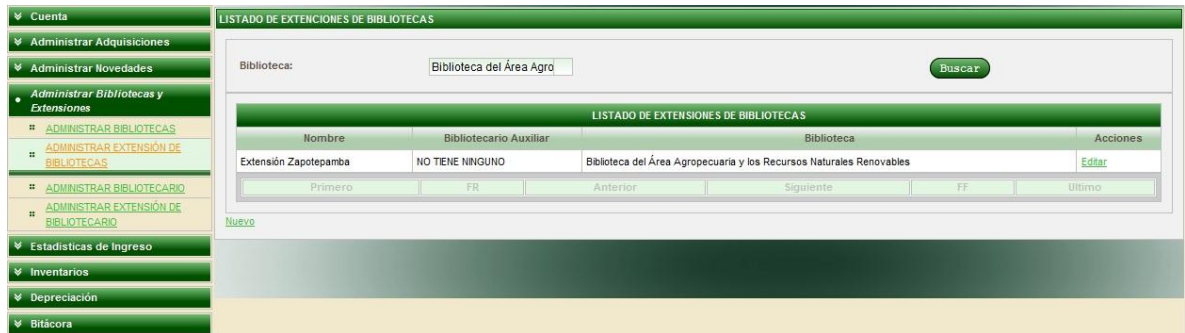 Cuenta
Administrar Adquisiciones
Administrar Novedades
Administrar Bibliotecas y
Extensiones
ADMINISTRAR BIBLIOTECAS
ADMINISTRAR EXTENSIÓN DE
BIBLIOTECAS
ADMINISTRAR BIBLIOTECARIO
ADMINISTRAR EXTENSIÓN DE
BIBLIOTECARIO
Estadísticas de Ingreso
Inventarios
Depreciación
Bitácora
LISTADO DE EXTENCIONES DE BIBLIOTECAS
Biblioteca: Biblioteca del Área Agro Buscar
LISTADO DE EXTENSIONES DE BIBLIOTECAS
Nombre Bibliotecario Auxiliar Biblioteca Acciones
Extensión Zapotepamba NO TIENE NINGUNO Biblioteca del Área Agropecuaria y los Recursos Naturales Renovables Editar
Primero FR Anterior Siguiente FF Ultimo
Nuevo